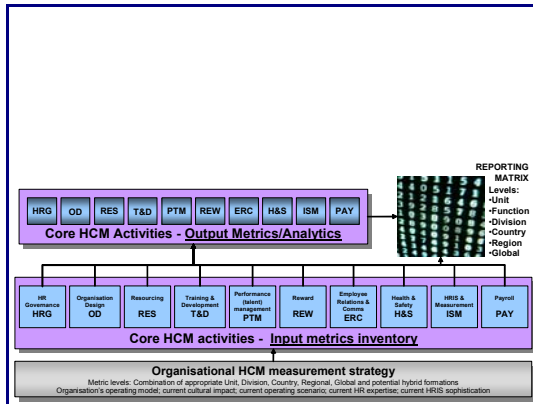 REPORTING
MATRIX
Levels:
•Unit
•Function
•Division
•Country
•Region
•Global
HRG OD RES T&D PTM REW ERC H&S ISM PAY
Core HCM Activities - Output Metrics/Analytics
HR
Governance
HRG
Organisation
Design
OD
Resourcing
RES
Training &
Development
T&D
Performance
(talent)
management
PTM
Reward
REW
Employee
Relations &
Comms
ERC
Health &
Safety
H&S
HRIS &
Measurement
ISM
Payroll
PAY
Core HCM activities - Input metrics inventory
Organisational HCM measurement strategy
Metric levels: Combination of appropriate Unit, Division, Country, Regional, Global and potential hybrid formations
Organisation's operating model; current cultural impact; current operating scenario; current HR expertise; current HRIS sophistication